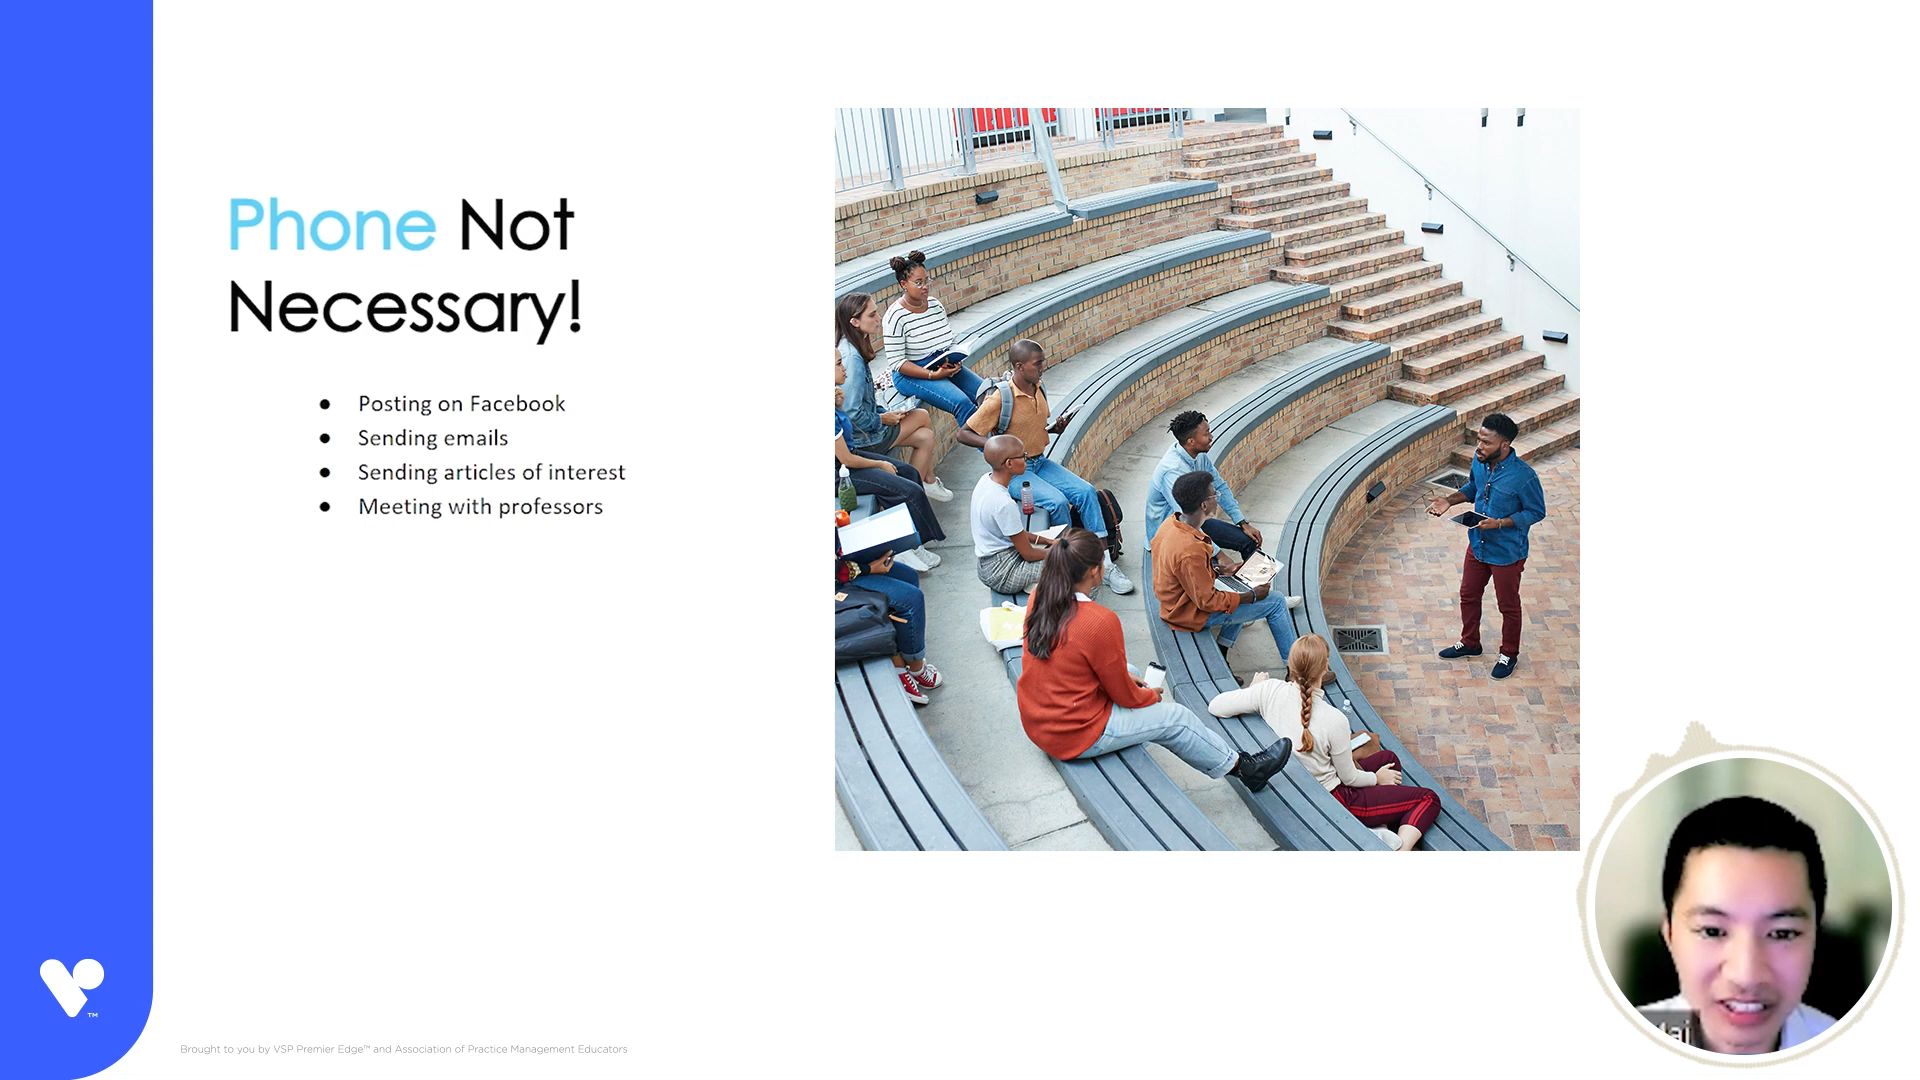 Phone Not
Necessary!
● Posting on Facebook
● Sending emails
● Sending articles of interest
● Meeting with professors
TM
Brought to you by VSP Premier Edge™ and Association of Practice Management Educators